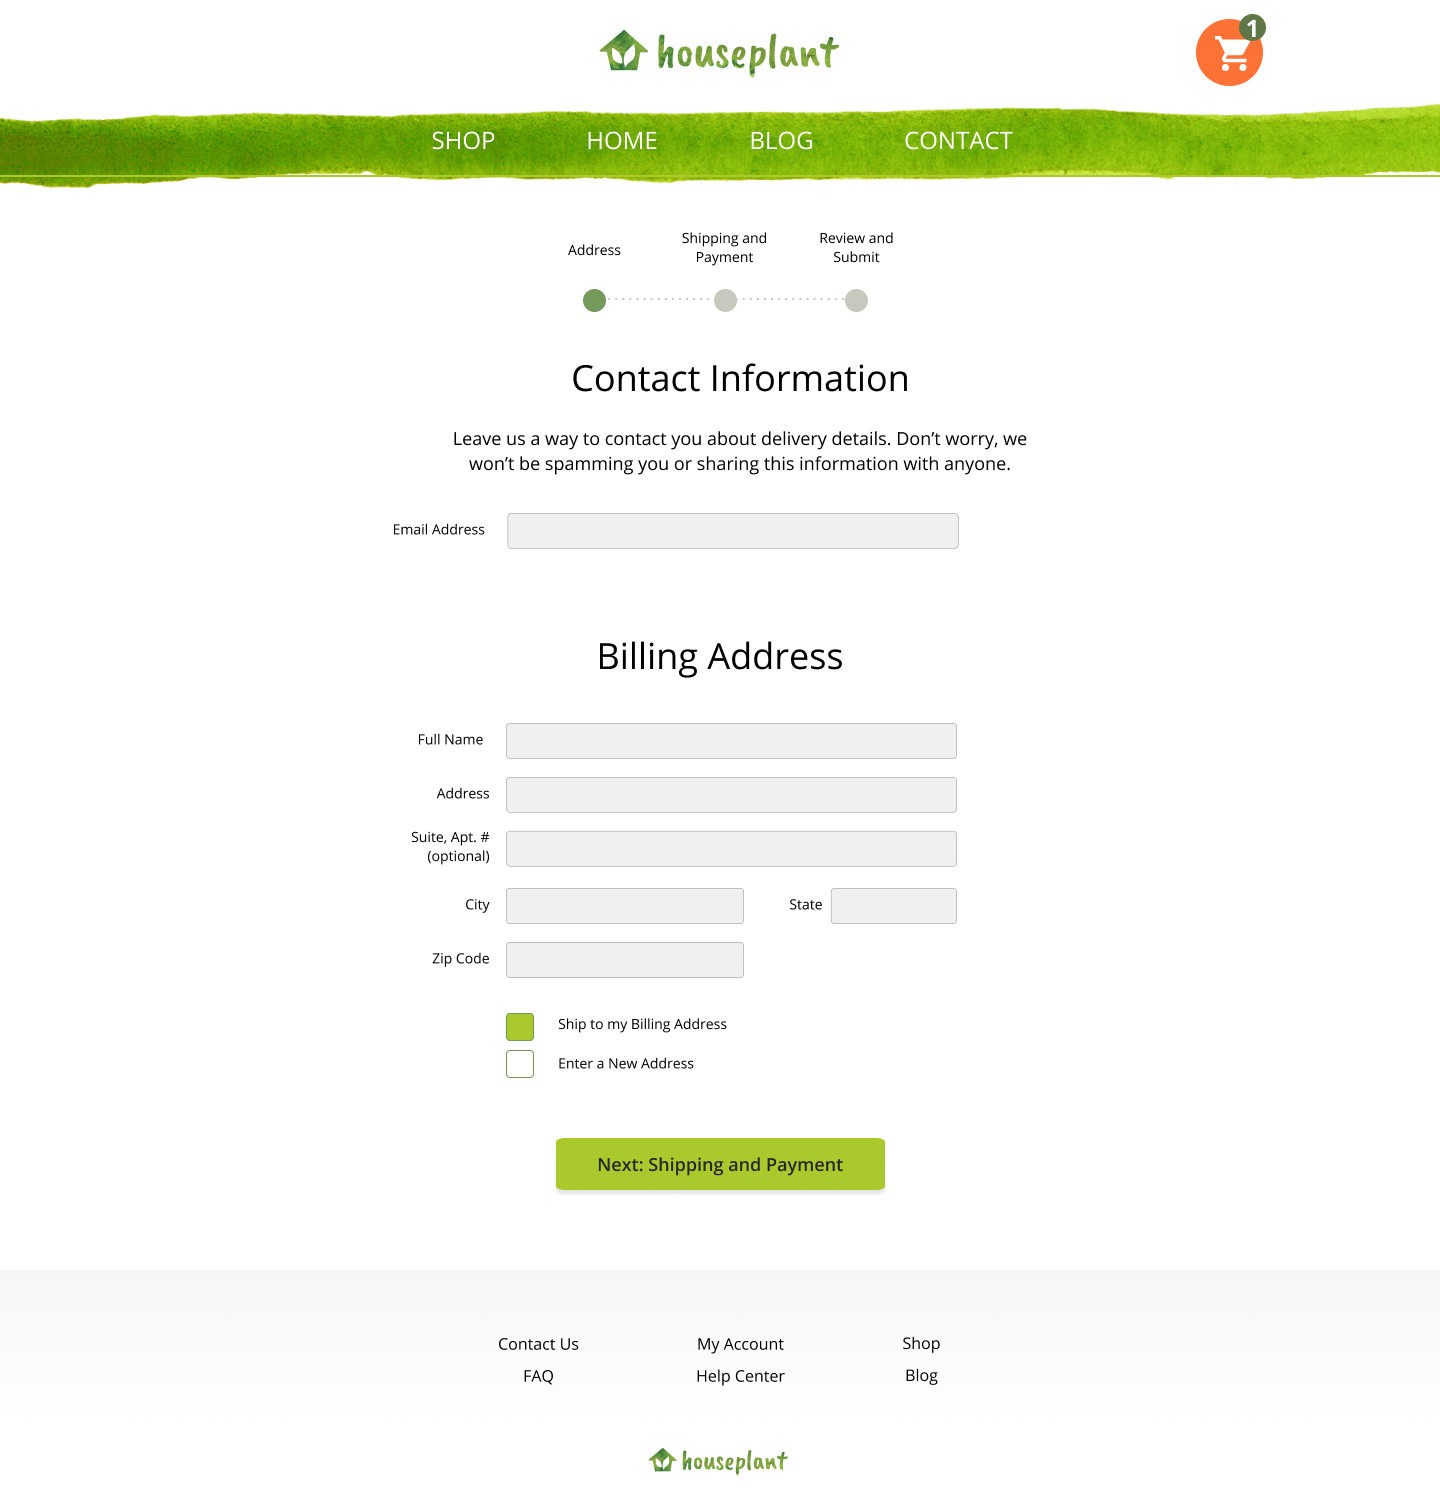 houseplant
1
SHOP HOME BLOG CONTACT
Address
Shipping and
Payment
Review and
Submit
Contact Information
Leave us a way to contact you about delivery details. Don’t worry, we
won’t be spamming you or sharing this information with anyone.
Email Address
Billing Address
Full Name
Address
Suite, Apt. #
(optional)
City State
Zip Code
Ship to my Billing Address
Enter a New Address
Next: Shipping and Payment
Contact Us My Account Shop
FAQ Help Center Blog
houseplant